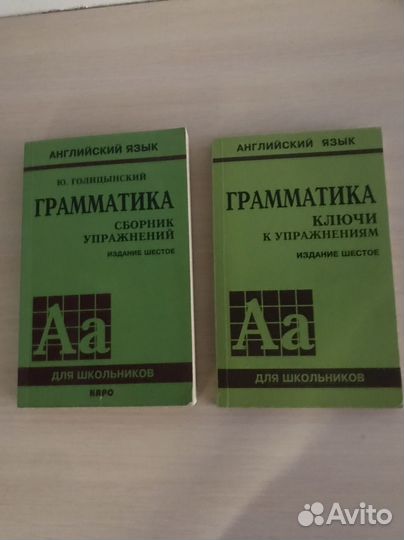 АНГЛИЙСКИЙ ЯЗЫК
Ю. ГОЛИЦЫНСКИЙ
ГРАММАТИКА
СБОРНИК
УПРАЖНЕНИЙ
ИЗДАНИЕ ШЕСТОЕ
Аа
ДЛЯ ШКОЛЬНИКОВ
КАРО
АНГЛИЙСКИЙ ЯЗЫК
ГРАММАТИКА
КЛЮЧИ
К УПРАЖНЕНИЯМ
ИЗДАНИЕ ШЕСТОЕ
Аа
ДЛЯ ШКОЛЬНИКОВ
Avito